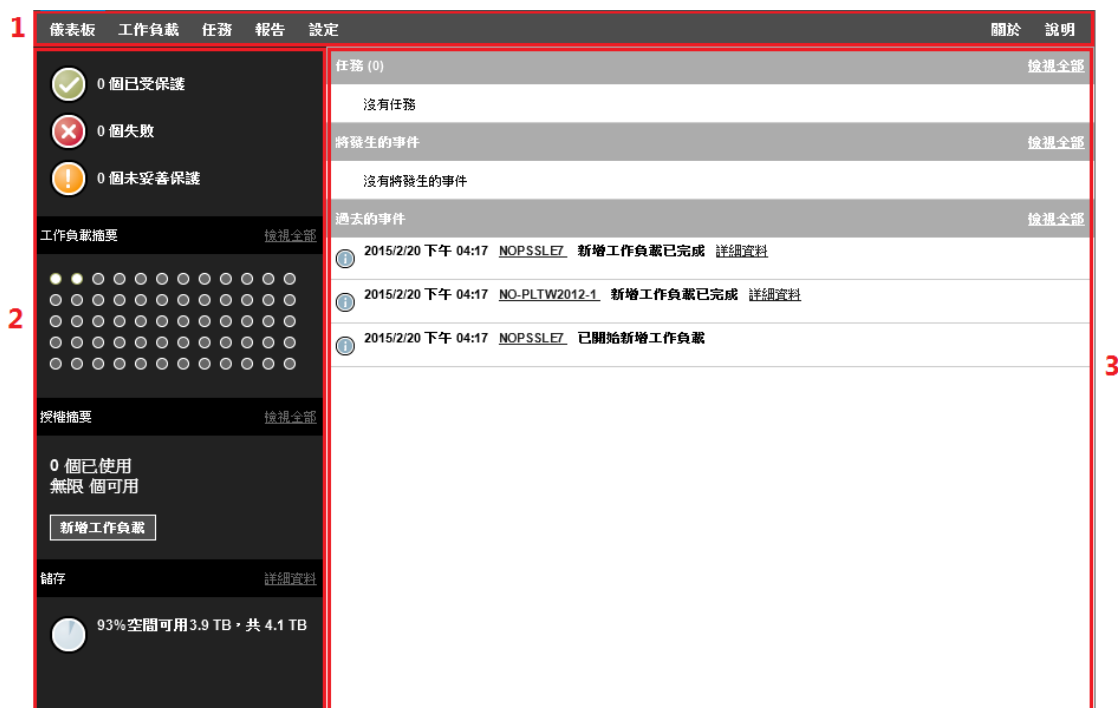 1
儀表板 工作負載 任務 報告 設定 關於 說明
2
0 個已受保護
0 個失敗
0 個未妥善保護
工作負載摘要 檢視全部
授權摘要 檢視全部
0 個已使用
無限 個可用
新增工作負載
儲存 詳細資料
93%空間可用3.9 TB，共 4.1 TB
3
任務 (0) 檢視全部
沒有任務
將發生的事件 檢視全部
沒有將發生的事件
過去的事件 檢視全部
2015/2/20 下午 04:17 NOPSSLE7 新增工作負載已完成 詳細資料
2015/2/20 下午 04:17 NO-PLTW2012-1 新增工作負載已完成 詳細資料
2015/2/20 下午 04:17 NOPSSLE7 已開始新增工作負載